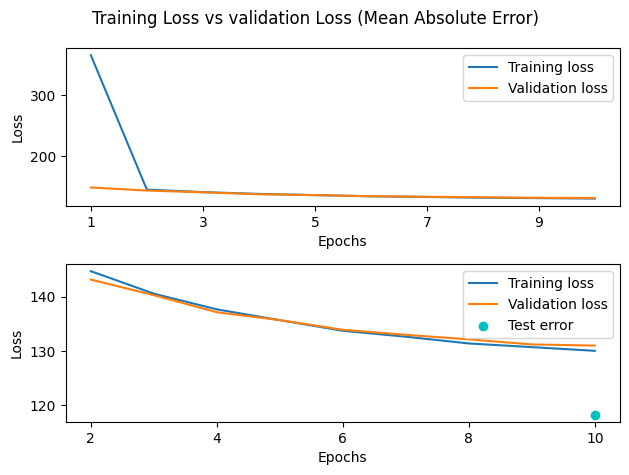 Training Loss vs validation Loss (Mean Absolute Error)
Training loss
Validation loss
300
200
Loss
1 3 5 7 9
Epochs
Training loss
Validation loss
Test error
140
130
120
Loss
2 4 6 8 10
Epochs